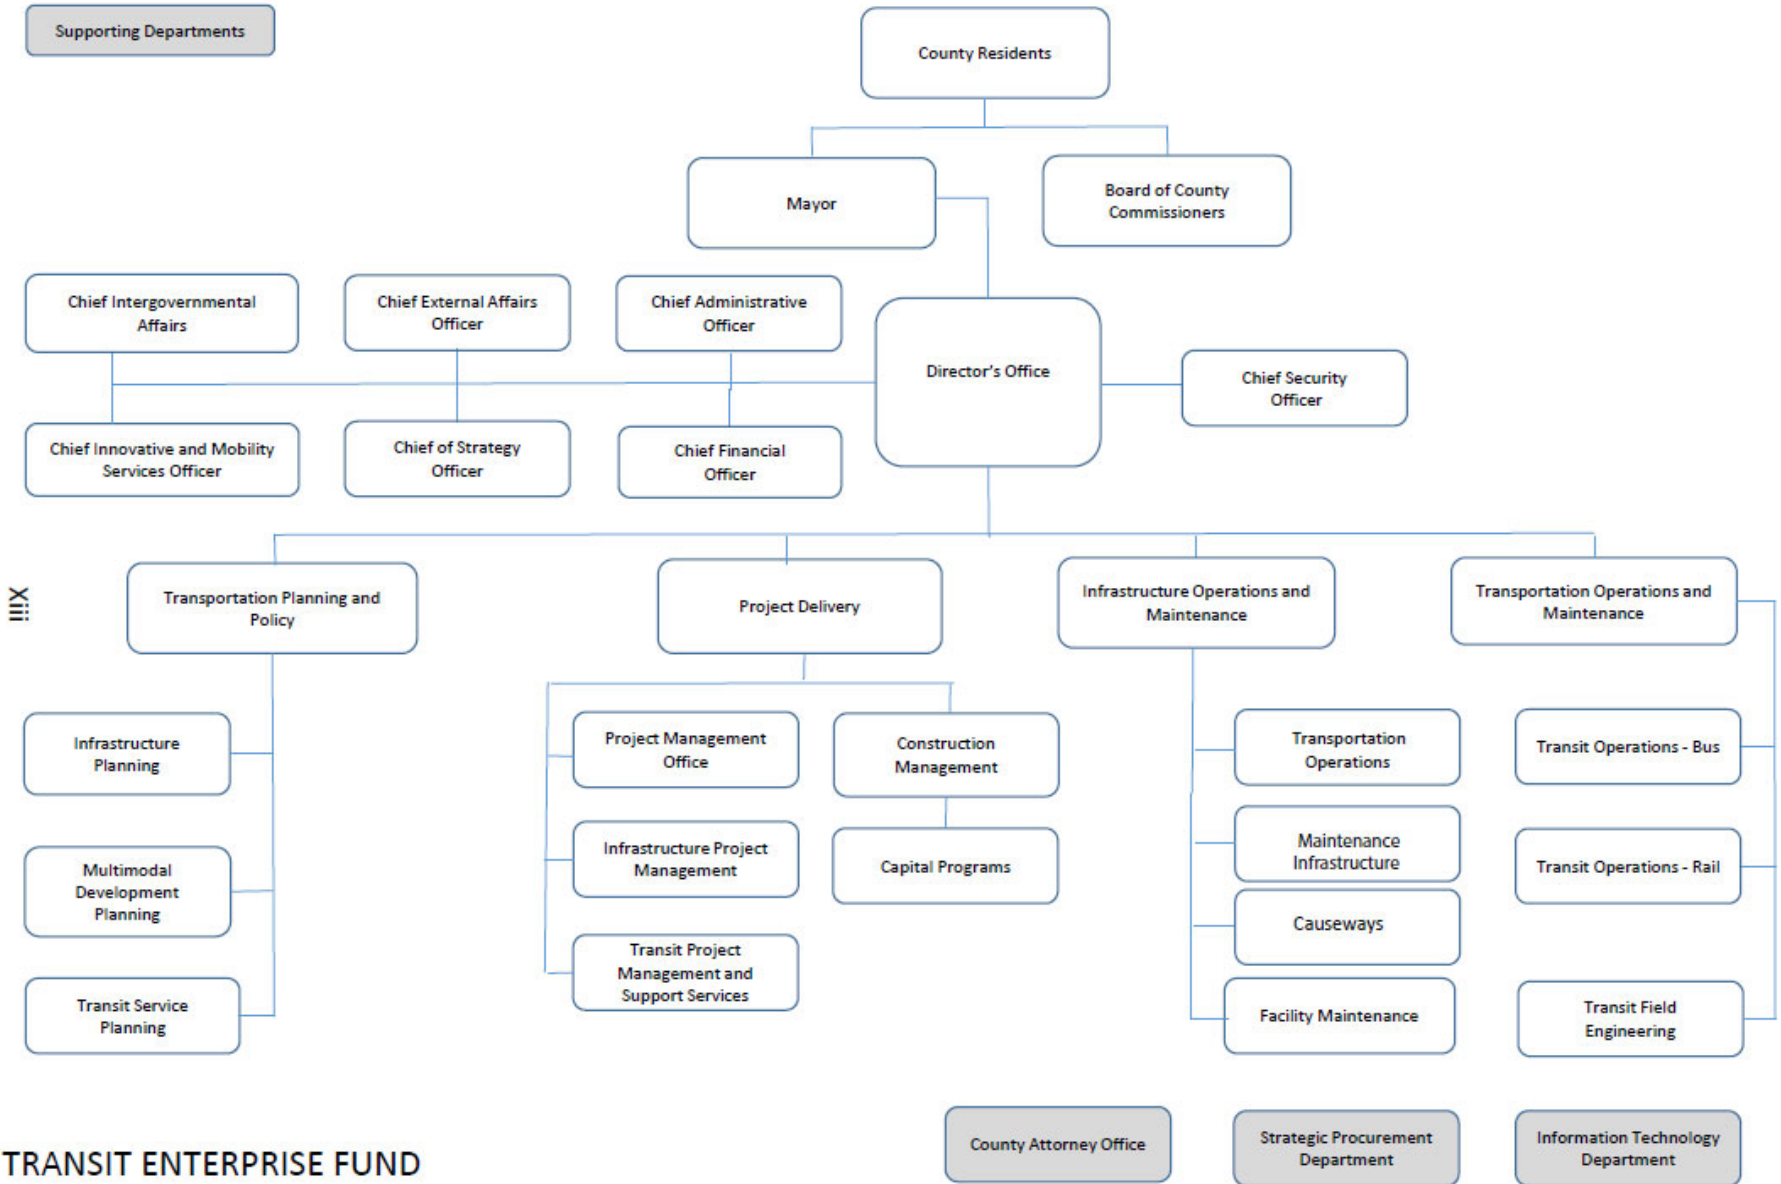 Supporting Departments
County Residents
Mayor
Board of County
Commissioners
Chief Intergovernmental
Affairs
Chief External Affairs
Officer
Chief Administrative
Officer
Director's Office
Chief Security
Officer
Chief Innovative and Mobility
Services Officer
Chief of Strategy
Officer
Chief Financial
Officer
Xiii
Transportation Planning and
Policy
Project Delivery
Infrastructure Operations and
Maintenance
Transportation Operations and
Maintenance
Infrastructure
Planning
Multimodal
Development
Planning
Transit Service
Planning
Project Management
Office
Infrastructure Project
Management
Transit Project
Management and
Support Services
Construction
Management
Capital Programs
Transportation
Operations
Maintenance
Infrastructure
Causeways
Facility Maintenance
Transit Operations - Bus
Transit Operations - Rail
Transit Field
Engineering
TRANSIT ENTERPRISE FUND
County Attorney Office
Strategic Procurement
Department
Information Technology
Department